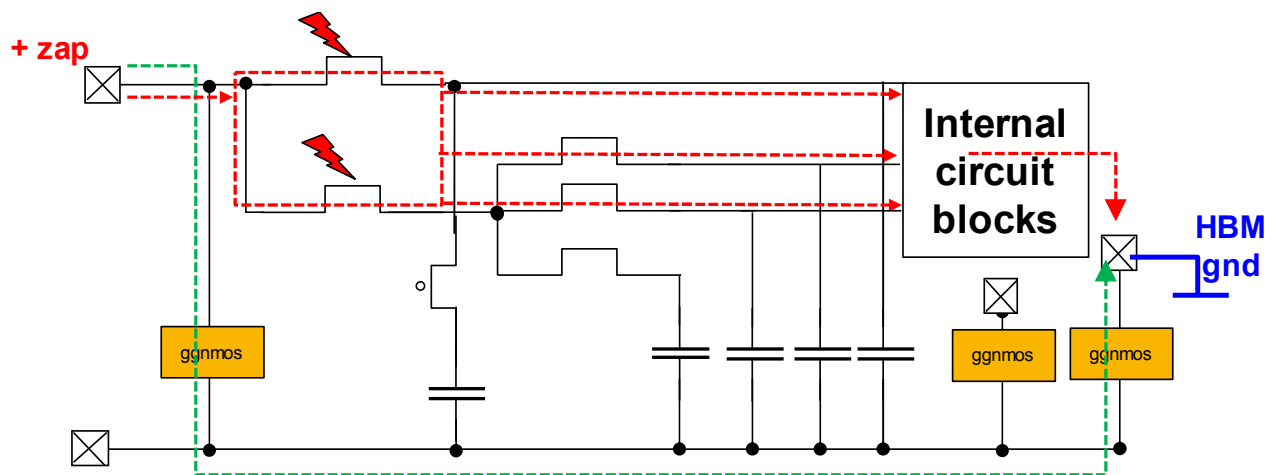 + zap
Internal
circuit
blocks
HBM
gnd
ggnmos
ggnmos
ggnmos